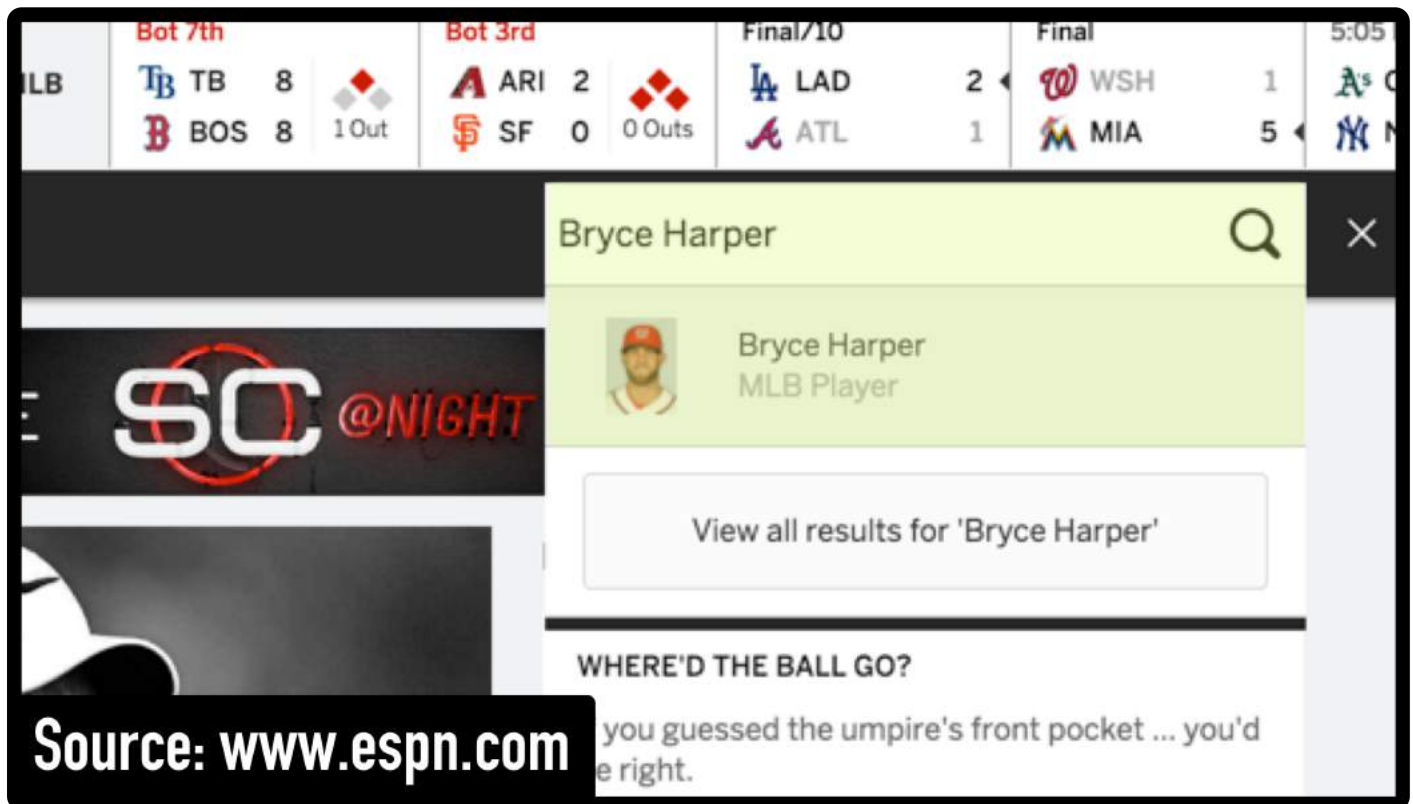 Bot 7th
TB 8
BOS 8
1 Out
Bot 3rd
ARI 2
SF 0
0 Outs
Final/10
LAD 2
ATL 1
Final
WSH 1
MIA 5
5:05
Bryce Harper
Bryce Harper
MLB Player
SC @NIGHT
View all results for 'Bryce Harper'
WHERE'D THE BALL GO?
you guessed the umpire's front pocket ... you'd
right.
Source: www.espn.com